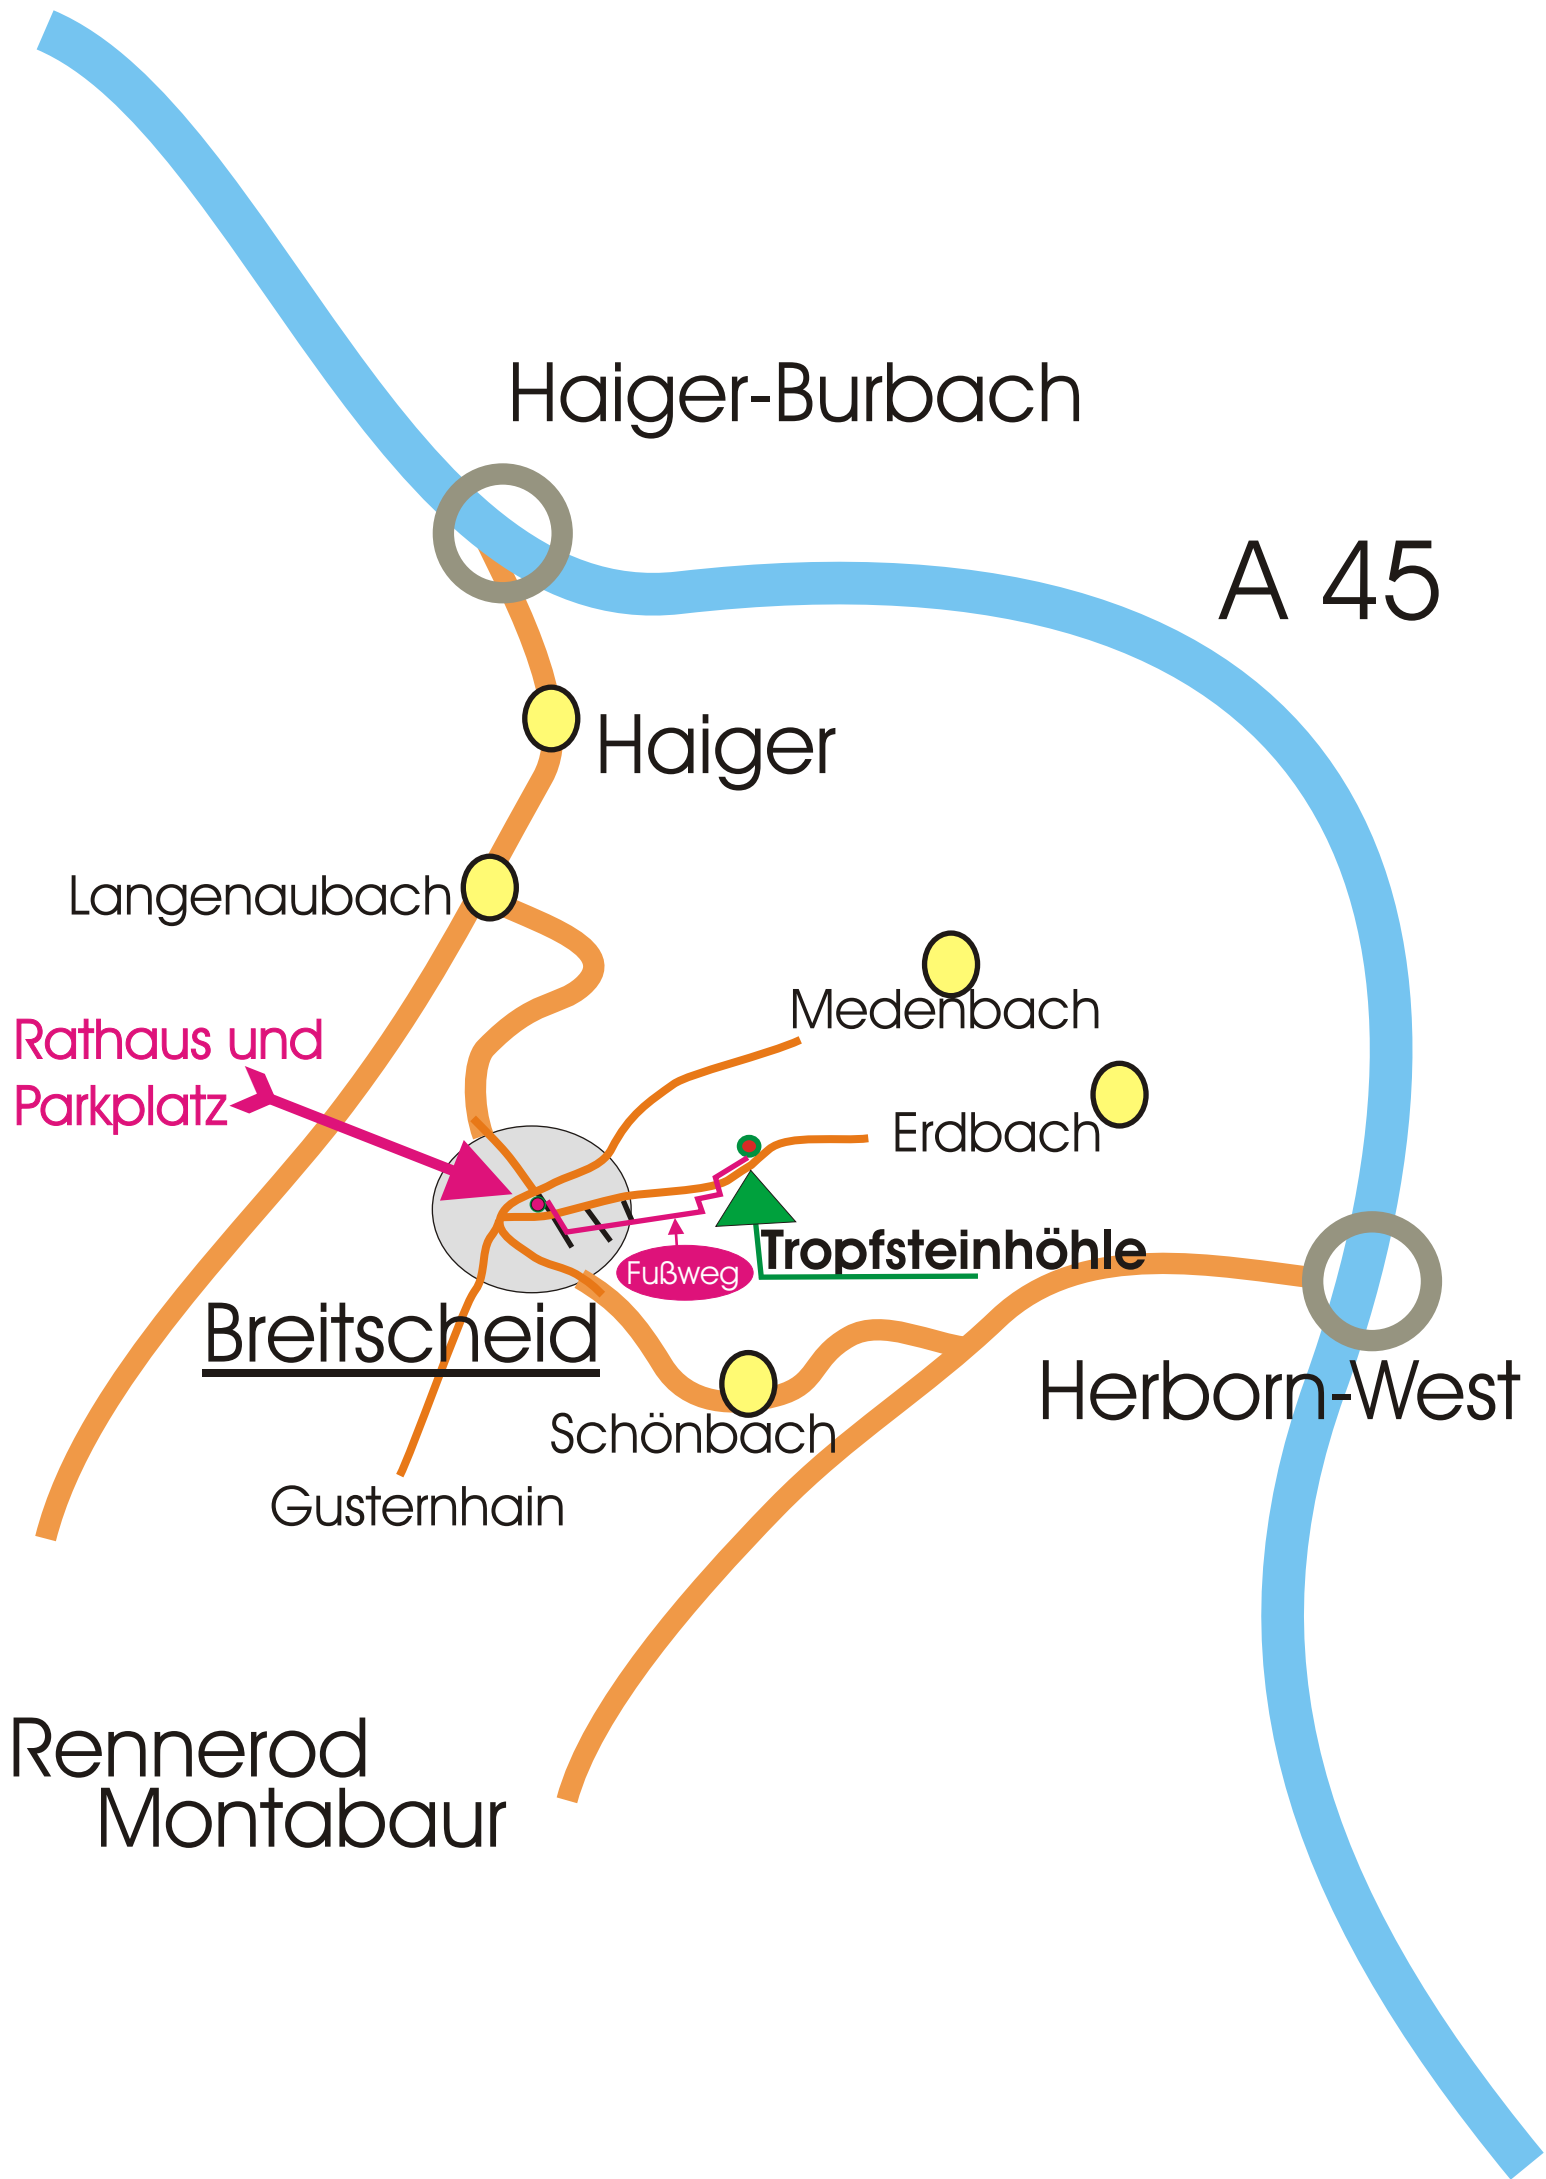 Haiger-Burbach
A 45
Haiger
Langenaubach
Medenbach
Rathaus und
Parkplatz
Erdbach
Tropfsteinhöhle
Fußweg
Breitscheid
Herborn-West
Schönbach
Gusternhain
Rennerod
Montabaur